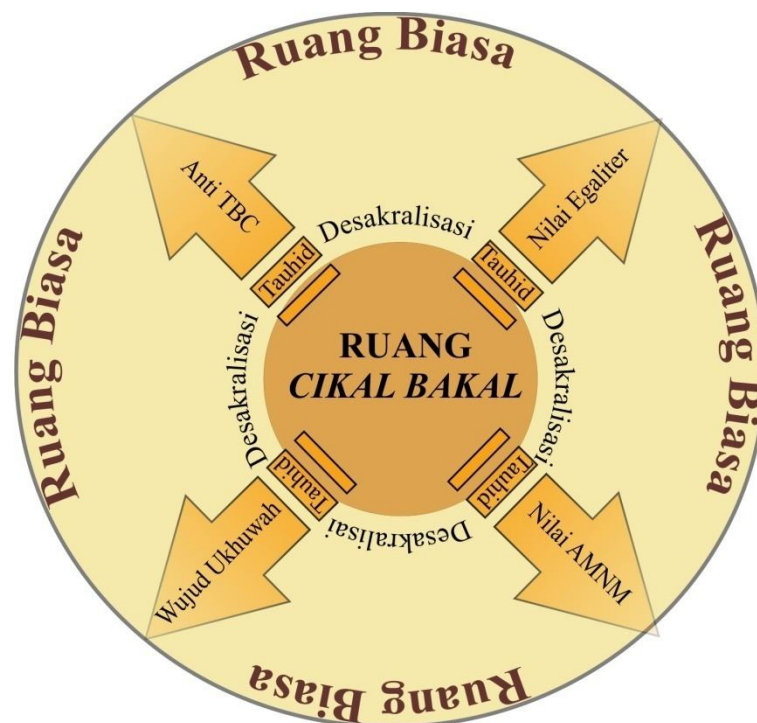 Ruang Biasa
Anti TBC
Nilai Egaliter
Desakralisasi
Tauhid
Tauhid
Ruang Biasa
Desakralisasi
RUANG
CIKAL BAKAL
Desakralisasi
Ruang Biasa
Tauhid
Tauhid
Desakralisai
Wujud Ukhuwah
Nilai AMNM
Ruang Biasa